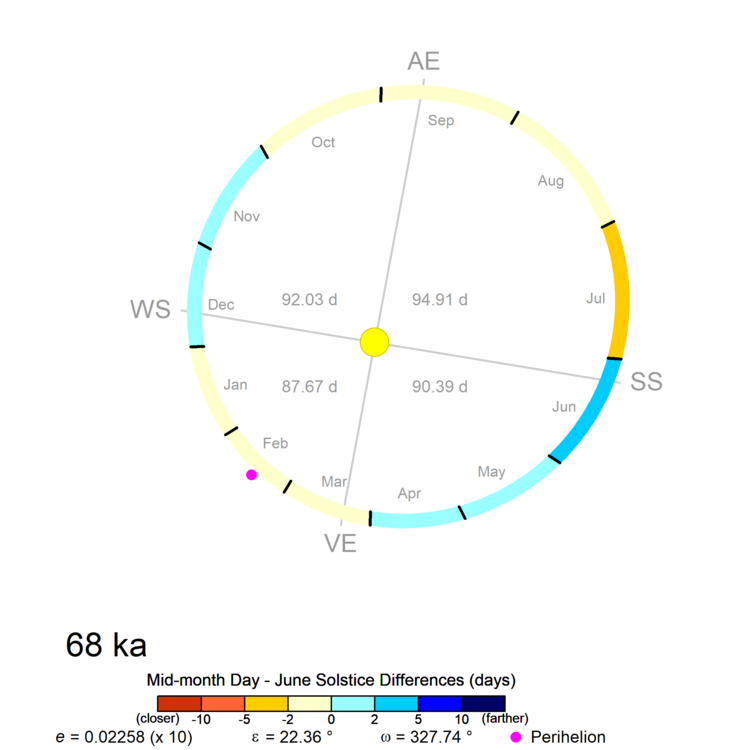 AE
Sep
Oct
Aug
Nov
WS
Dec
92.03 d
94.91 d
Jul
Jan
87.67 d
90.39 d
SS
Jun
Feb
Mar
May
Apr
VE
68 ka
Mid-month Day - June Solstice Differences (days)
(closer) -10 -5 -2 0 2 5 10 (farther)
e = 0.02258 (x 10) ε = 22.36 ° ω = 327.74 ° Perihelion